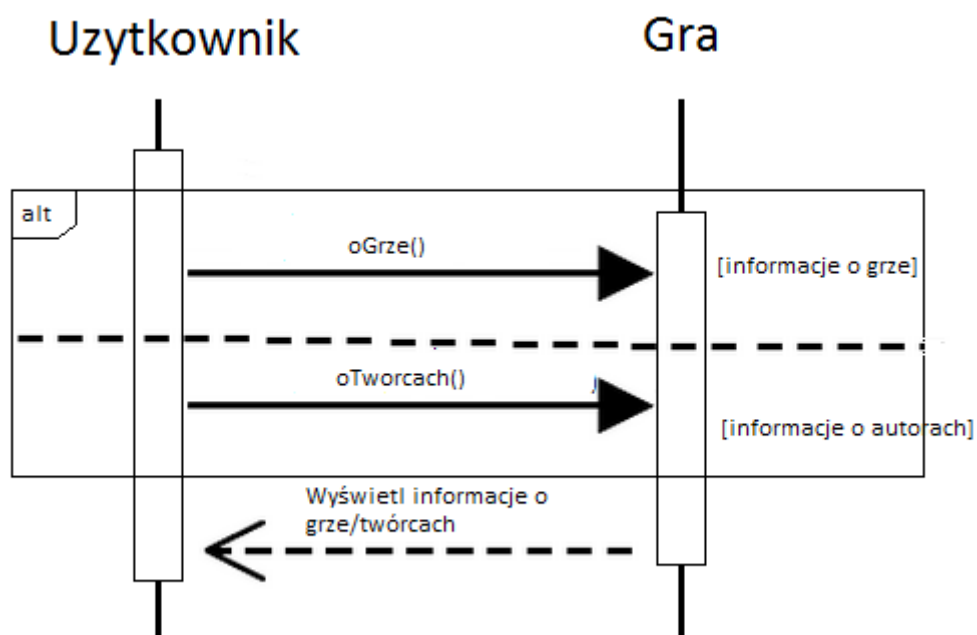 Uzytkownik
Gra
alt
oGrze()
[informacje o grze]
oTworcach()
[informacje o autorach]
Wyświetl informacje o
grze/twórcach